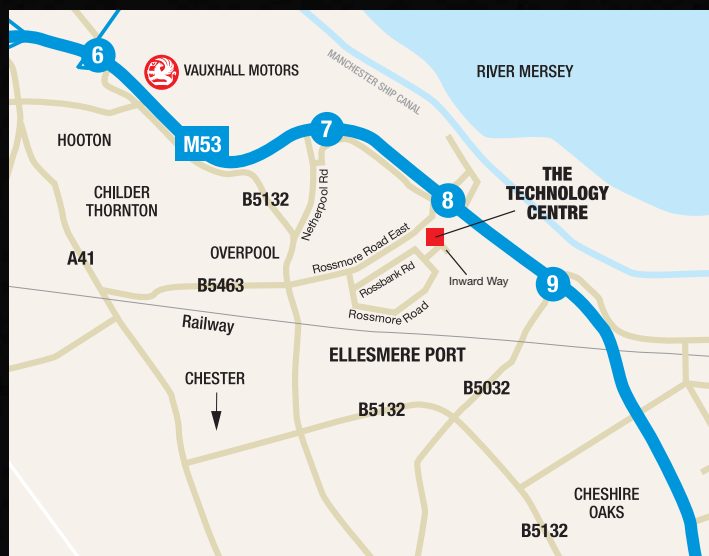 6
VAUXHALL MOTORS
MANCHESTER SHIP CANAL
RIVER MERSEY
HOOTON
M53
7
CHILDER
THORNTON
B5132
Netherpool Rd
8
THE
TECHNOLOGY
CENTRE
A41
OVERPOOL
Rossmore Road East
B5463
Rossbank Rd
Inward Way
9
Rossmore Road
Railway
ELLESMERE PORT
CHESTER
B5032
B5132
CHESHIRE
OAKS
B5132